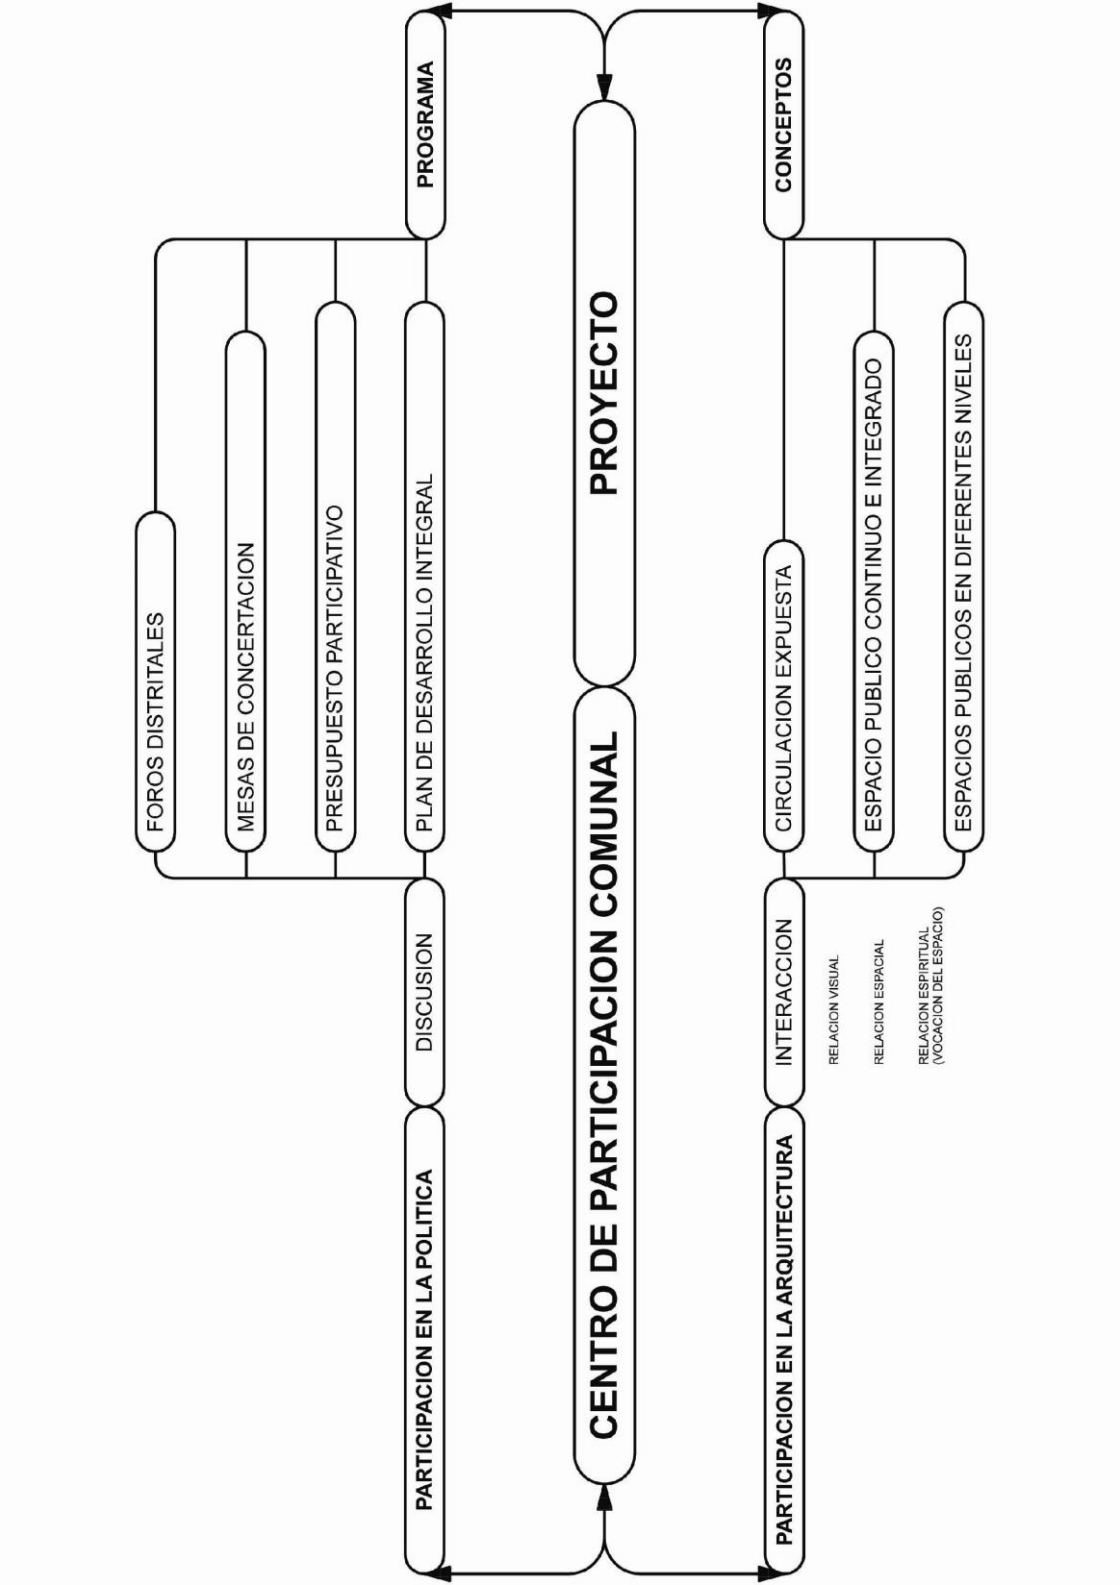 FOROS DISTRITALES
MESAS DE CONCERTACION
PRESUPUESTO PARTICIPATIVO
PARTICIPACION EN LA POLITICA
DISCUSION
PLAN DE DESARROLLO INTEGRAL
PROGRAMA
CENTRO DE PARTICIPACION COMUNAL
PROYECTO
PARTICIPACION EN LA ARQUITECTURA
INTERACCION
CIRCULACION EXPUESTA
CONCEPTOS
RELACION VISUAL
RELACION ESPACIAL
ESPACIO PUBLICO CONTINUO E INTEGRADO
RELACION ESPIRITUAL
(VOCACION DEL ESPACIO)
ESPACIOS PUBLICOS EN DIFERENTES NIVELES